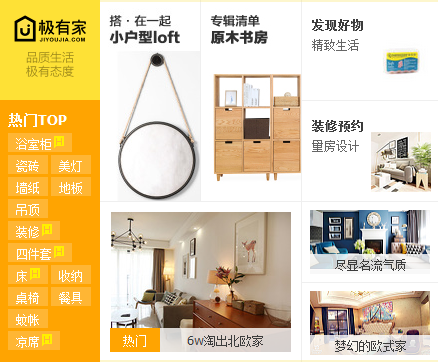 极有家
JIYOUJIA.COM
品质生活
极有态度
热门TOP
浴室柜 H
瓷砖 美灯
墙纸 地板
吊顶
装修 H
四件套 H
床 H 收纳
桌椅 餐具
蚊帐
凉席 H
搭·在一起
小户型loft
专辑清单
原木书房
发现好物
精致生活
装修预约
量房设计
热门 6w淘出北欧家
尽显名流气质
梦幻的欧式家